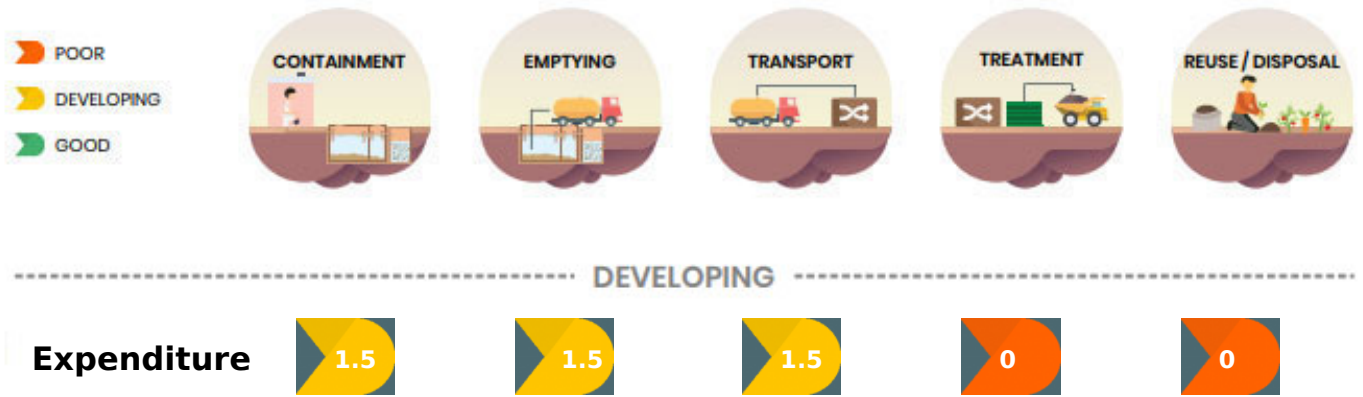 POOR
DEVELOPING
GOOD
CONTAINMENT
EMPTYING
TRANSPORT
TREATMENT
REUSE / DISPOSAL
DEVELOPING
Expenditure 1.5 1.5 1.5 0 0